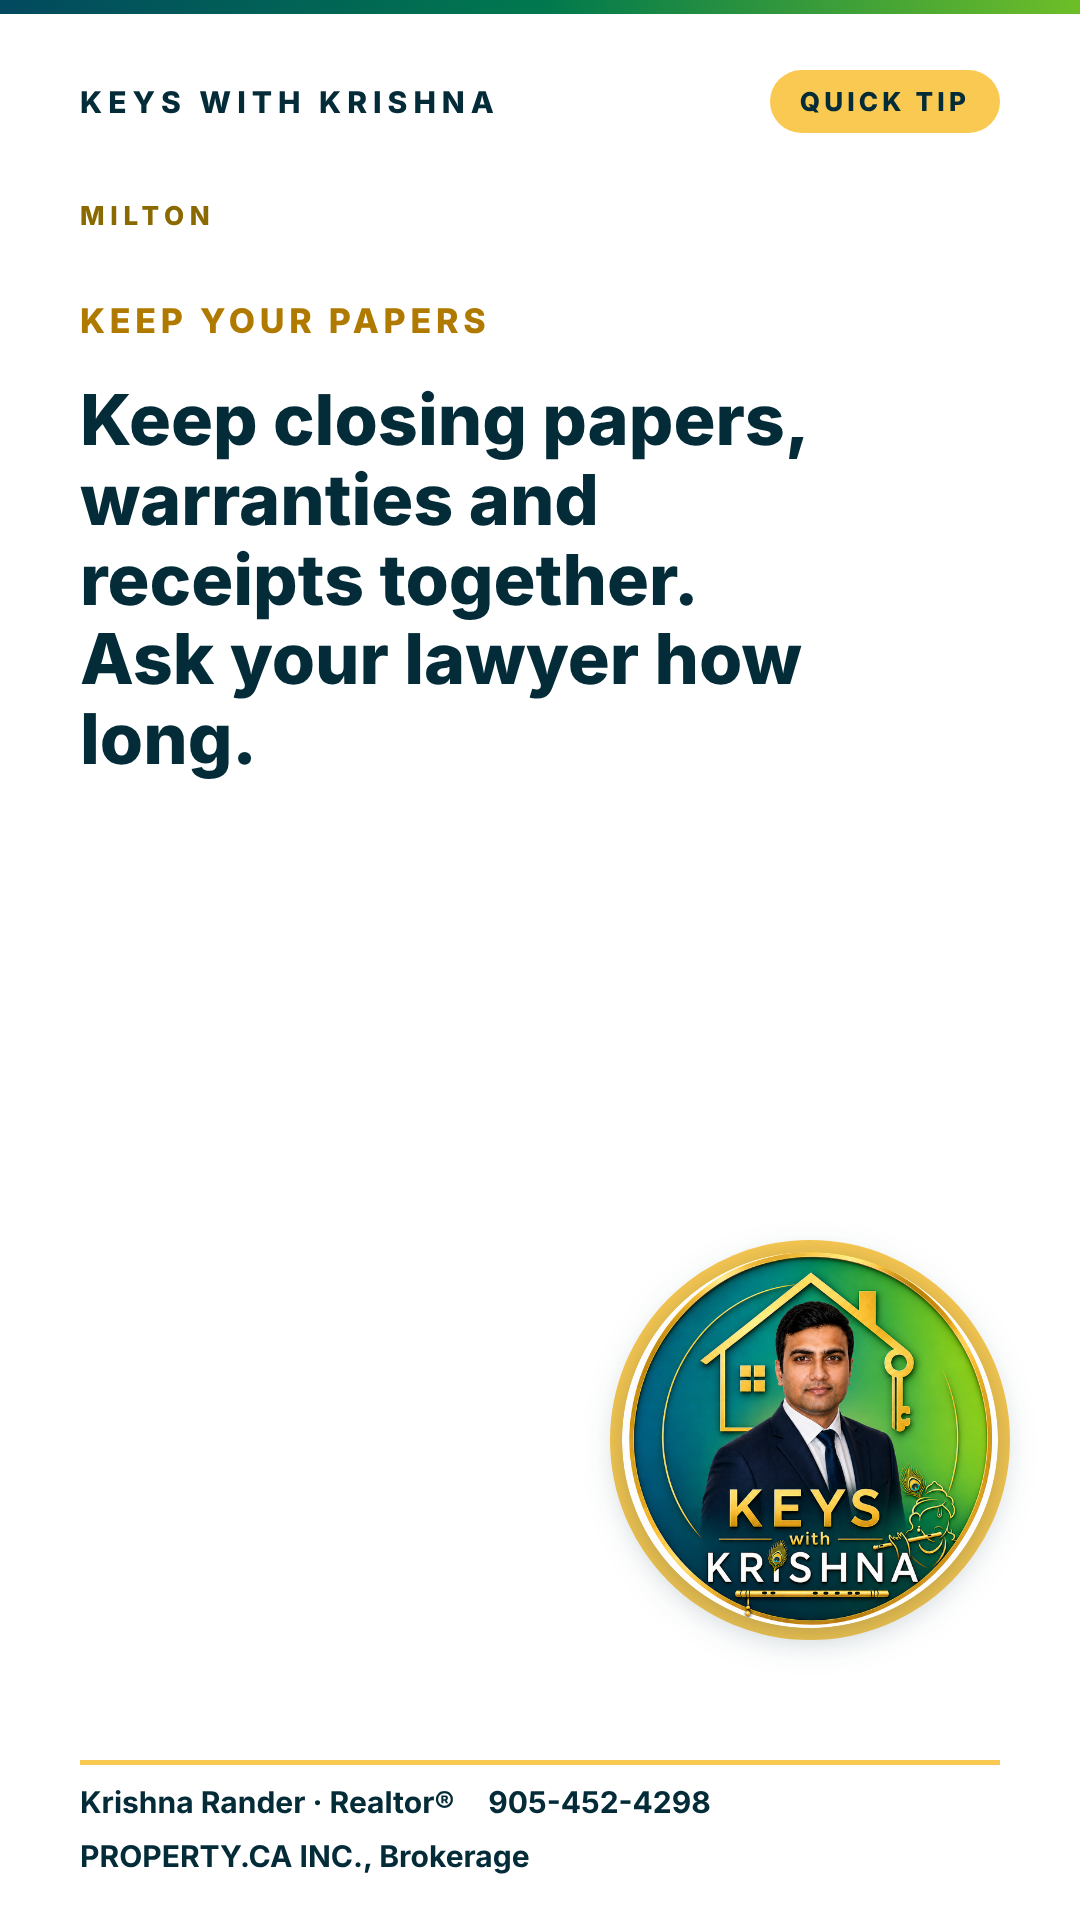 KEYS WITH KRISHNA
QUICK TIP
MILTON
KEEP YOUR PAPERS
Keep closing papers,
warranties and
receipts together.
Ask your lawyer how
long.
KEYS
with
KRISHNA
Krishna Rander · Realtor® 905-452-4298
PROPERTY.CA INC., Brokerage